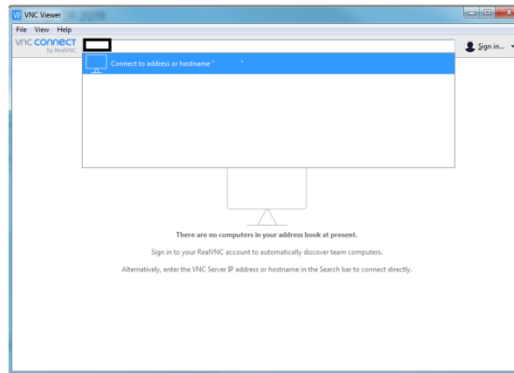 VNC Viewer
File View Help
vnc connect
by RealVNC
Sign in...
Connect to address or hostname " "
There are no computers in your address book at present.
Sign in to your RealVNC account to automatically discover team computers.
Alternatively, enter the VNC Server IP address or hostname in the Search bar to connect directly.